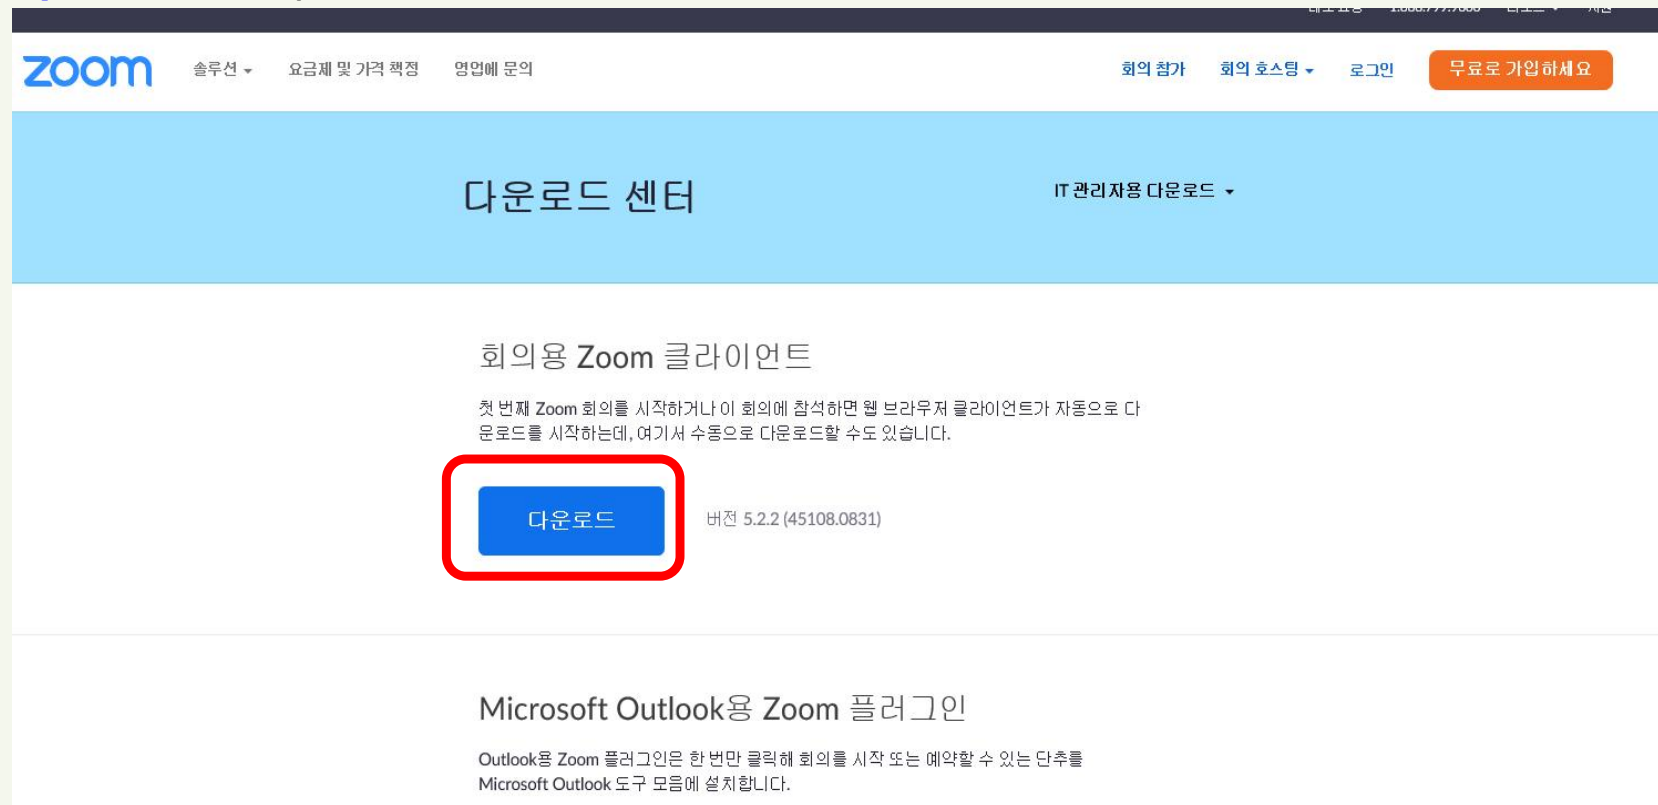 zoom
솔루션
요금제 및 가격 책정
영업에 문의
회의 참가
회의 호스팅
로그인
무료로 가입하세요
다운로드 센터
IT 관리자용 다운로드
회의용 Zoom 클라이언트
첫 번째 Zoom 회의를 시작하거나 이 회의에 참석하면 웹 브라우저 클라이언트가 자동으로 다
운로드를 시작하는데, 여기서 수동으로 다운로드할 수도 있습니다.
다운로드
버전 5.2.2 (45108.0831)
Microsoft Outlook용 Zoom 플러그인
Outlook용 Zoom 플러그인은 한 번만 클릭해 회의를 시작 또는 예약할 수 있는 단추를
Microsoft Outlook 도구 모음에 설치합니다.